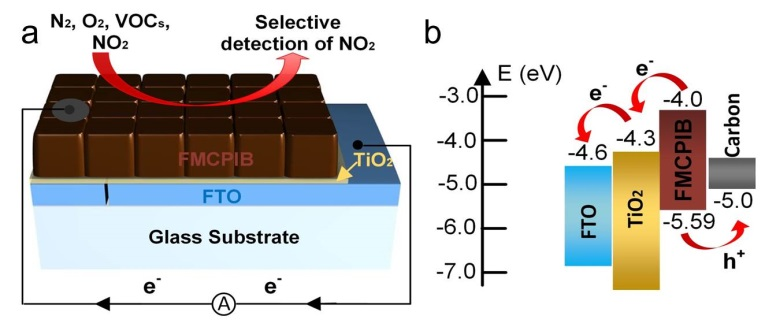 a
N₂, O₂, VOCₛ,
NO₂
Selective
detection of NO₂
FMCPIB
TiO₂
FTO
Glass Substrate
e⁻
A
e⁻
b
E (eV)
-3.0
-4.0
-5.0
-6.0
-7.0
e⁻
e⁻
-4.6
-4.3
-4.0
FTO
TiO₂
FMCPIB
Carbon
-5.0
-5.59
h⁺